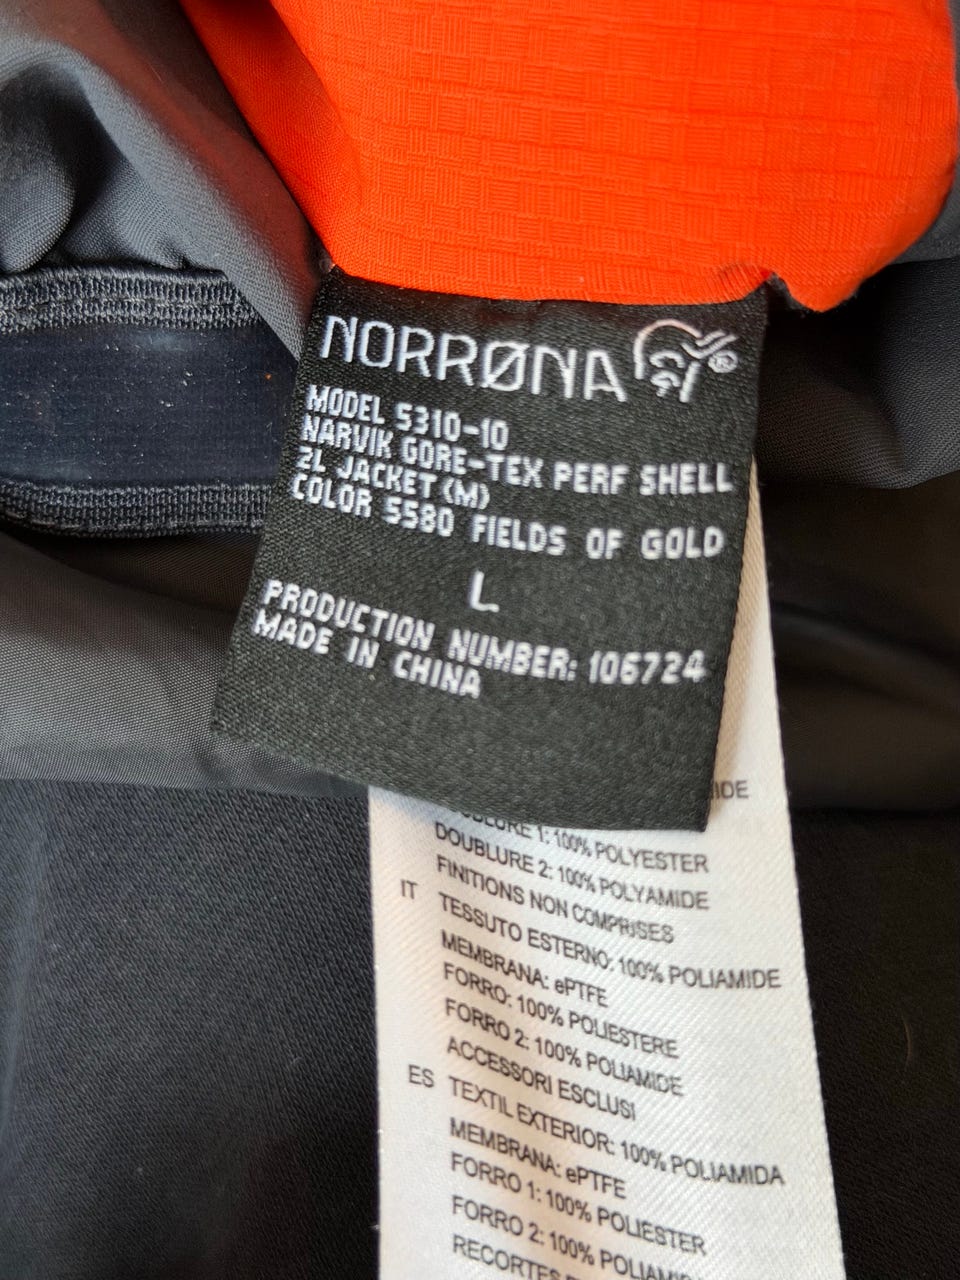 NORRØNA ®
MODEL 5310-10
NARVIK GORE-TEX PERF SHELL
2L JACKET (M)
COLOR 5580 FIELDS OF GOLD
L
PRODUCTION NUMBER: 106724
MADE IN CHINA
DOUBLURE 1: 100% POLYESTER
DOUBLURE 2: 100% POLYAMIDE
FINITIONS NON COMPRISES
IT TESSUTO ESTERNO: 100% POLIAMIDE
MEMBRANA: ePTFE
FORRO: 100% POLIESTERE
FORRO 2: 100% POLIAMIDE
ACCESSORI ESCLUSI
ES TEXTIL EXTERIOR: 100% POLIAMIDA
MEMBRANA: ePTFE
FORRO 1: 100% POLIESTER
FORRO 2: 100%
RECORTES